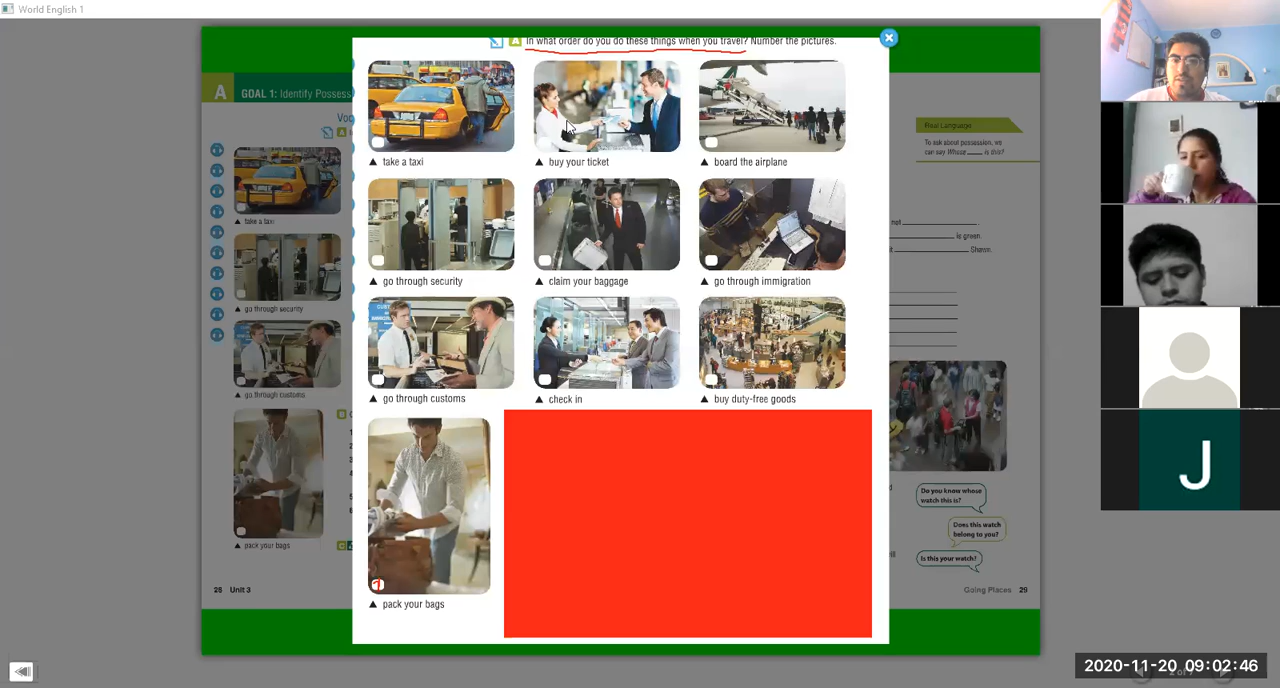 World English 1
A In what order do you do these things when you travel? Number the pictures.
▲ take a taxi
▲ buy your ticket
▲ board the airplane
▲ go through security
▲ claim your baggage
▲ go through immigration
▲ go through customs
▲ check in
▲ buy duty-free goods
1
▲ pack your bags
A GOAL 1: Identify Possess
Voc
A
▲ take a taxi
▲ go through security
▲ go through customs
▲ pack your bags
26 Unit 3
Real Language
To ask about possession, we
can say Whose ____ is this?
not
is green.
Shawn.
Do you know whose
watch this is?
Does this watch
belong to you?
Is this your watch?
Going Places 29
J
2020-11-20 09:02:46